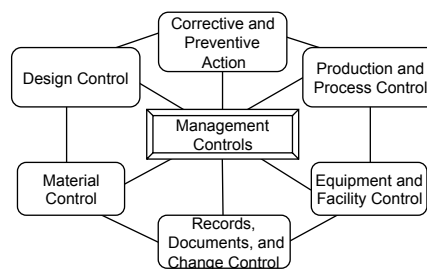 Corrective and
Preventive
Action
Design Control
Production and
Process Control
Management
Controls
Material
Control
Equipment and
Facility Control
Records,
Documents, and
Change Control